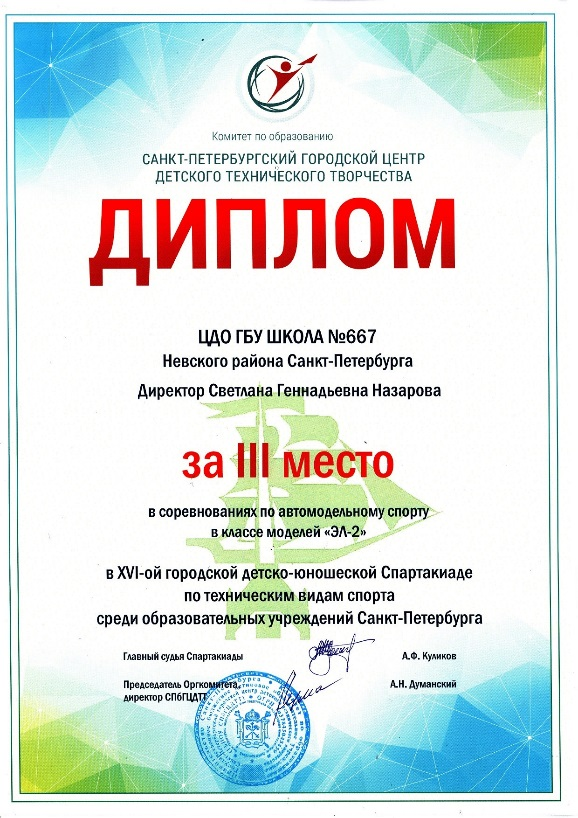 Комитет по образованию
САНКТ-ПЕТЕРБУРГСКИЙ ГОРОДСКОЙ ЦЕНТР
ДЕТСКОГО ТЕХНИЧЕСКОГО ТВОРЧЕСТВА
ДИПЛОМ
ЦДО ГБУ ШКОЛА №667
Невского района Санкт-Петербурга
Директор Светлана Геннадьевна Назарова
за III место
в соревнованиях по автомодельному спорту
в классе моделей «ЭЛ-2»
в XVI-ой городской детско-юношеской Спартакиаде
по техническим видам спорта
среди образовательных учреждений Санкт-Петербурга
Главный судья Спартакиады А.Ф. Куликов
Председатель Оргкомитета, А.Н. Думанский
директор СПбГЦДТТ